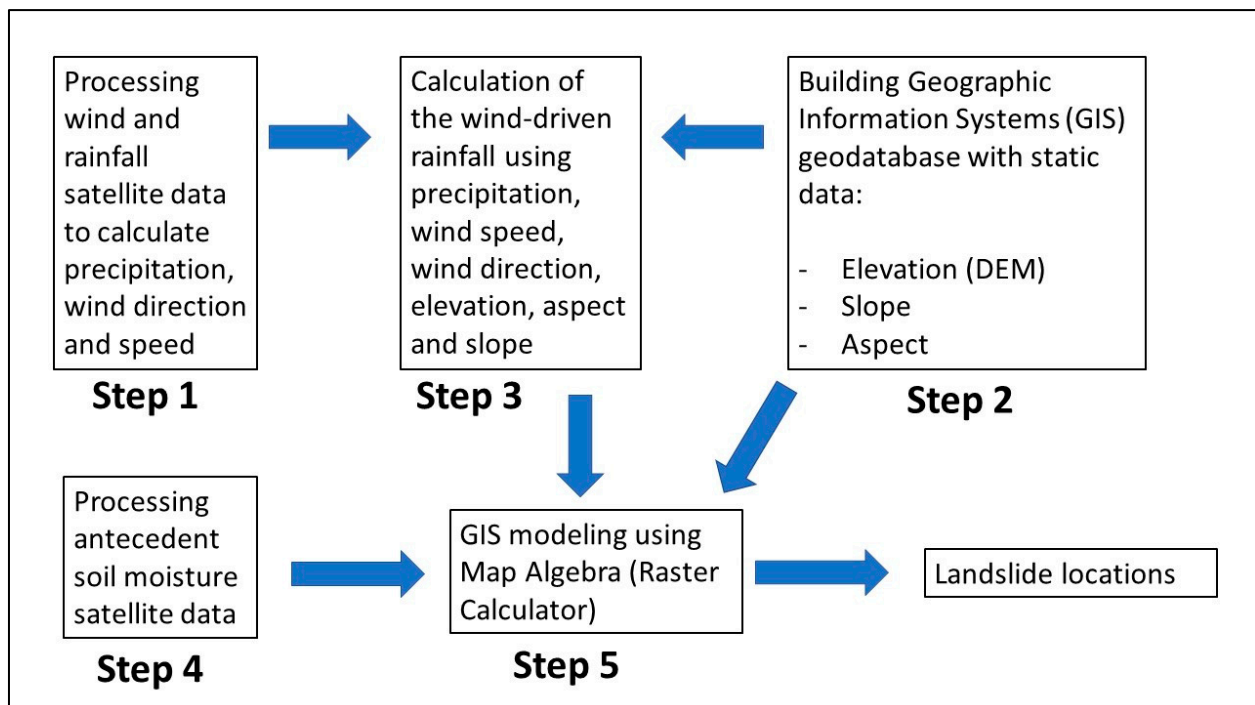 Processing
wind and
rainfall
satellite data
to calculate
precipitation,
wind direction
and speed
Step 1
Calculation of
the wind-driven
rainfall using
precipitation,
wind speed,
wind direction,
elevation, aspect
and slope
Step 3
Building Geographic
Information Systems (GIS)
geodatabase with static
data:
- Elevation (DEM)
- Slope
- Aspect
Step 2
Processing
antecedent
soil moisture
satellite data
Step 4
GIS modeling using
Map Algebra (Raster
Calculator)
Step 5
Landslide locations